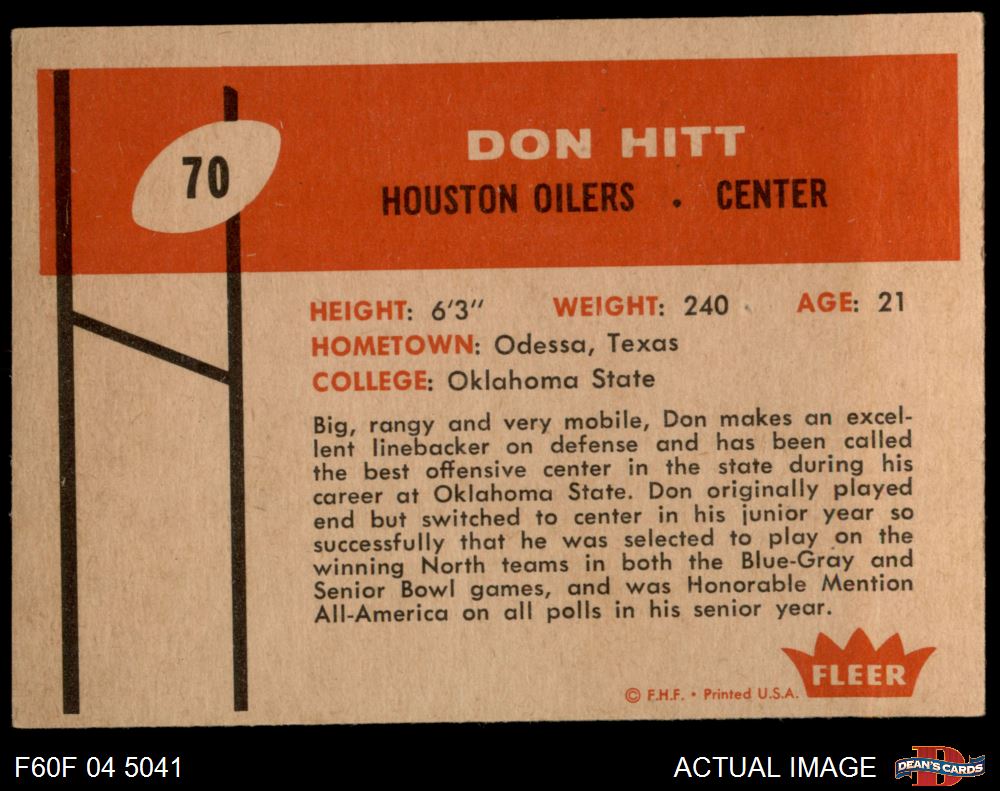 70
DON HITT
HOUSTON OILERS . CENTER
HEIGHT: 6'3" WEIGHT: 240 AGE: 21
HOMETOWN: Odessa, Texas
COLLEGE: Oklahoma State
Big, rangy and very mobile, Don makes an excel-
lent linebacker on defense and has been called
the best offensive center in the state during his
career at Oklahoma State. Don originally played
end but switched to center in his junior year so
successfully that he was selected to play on the
winning North teams in both the Blue-Gray and
Senior Bowl games, and was Honorable Mention
All-America on all polls in his senior year.
FLEER
© F.H.F. • Printed U.S.A.
F60F 04 5041
ACTUAL IMAGE
D
DEAN'S CARDS